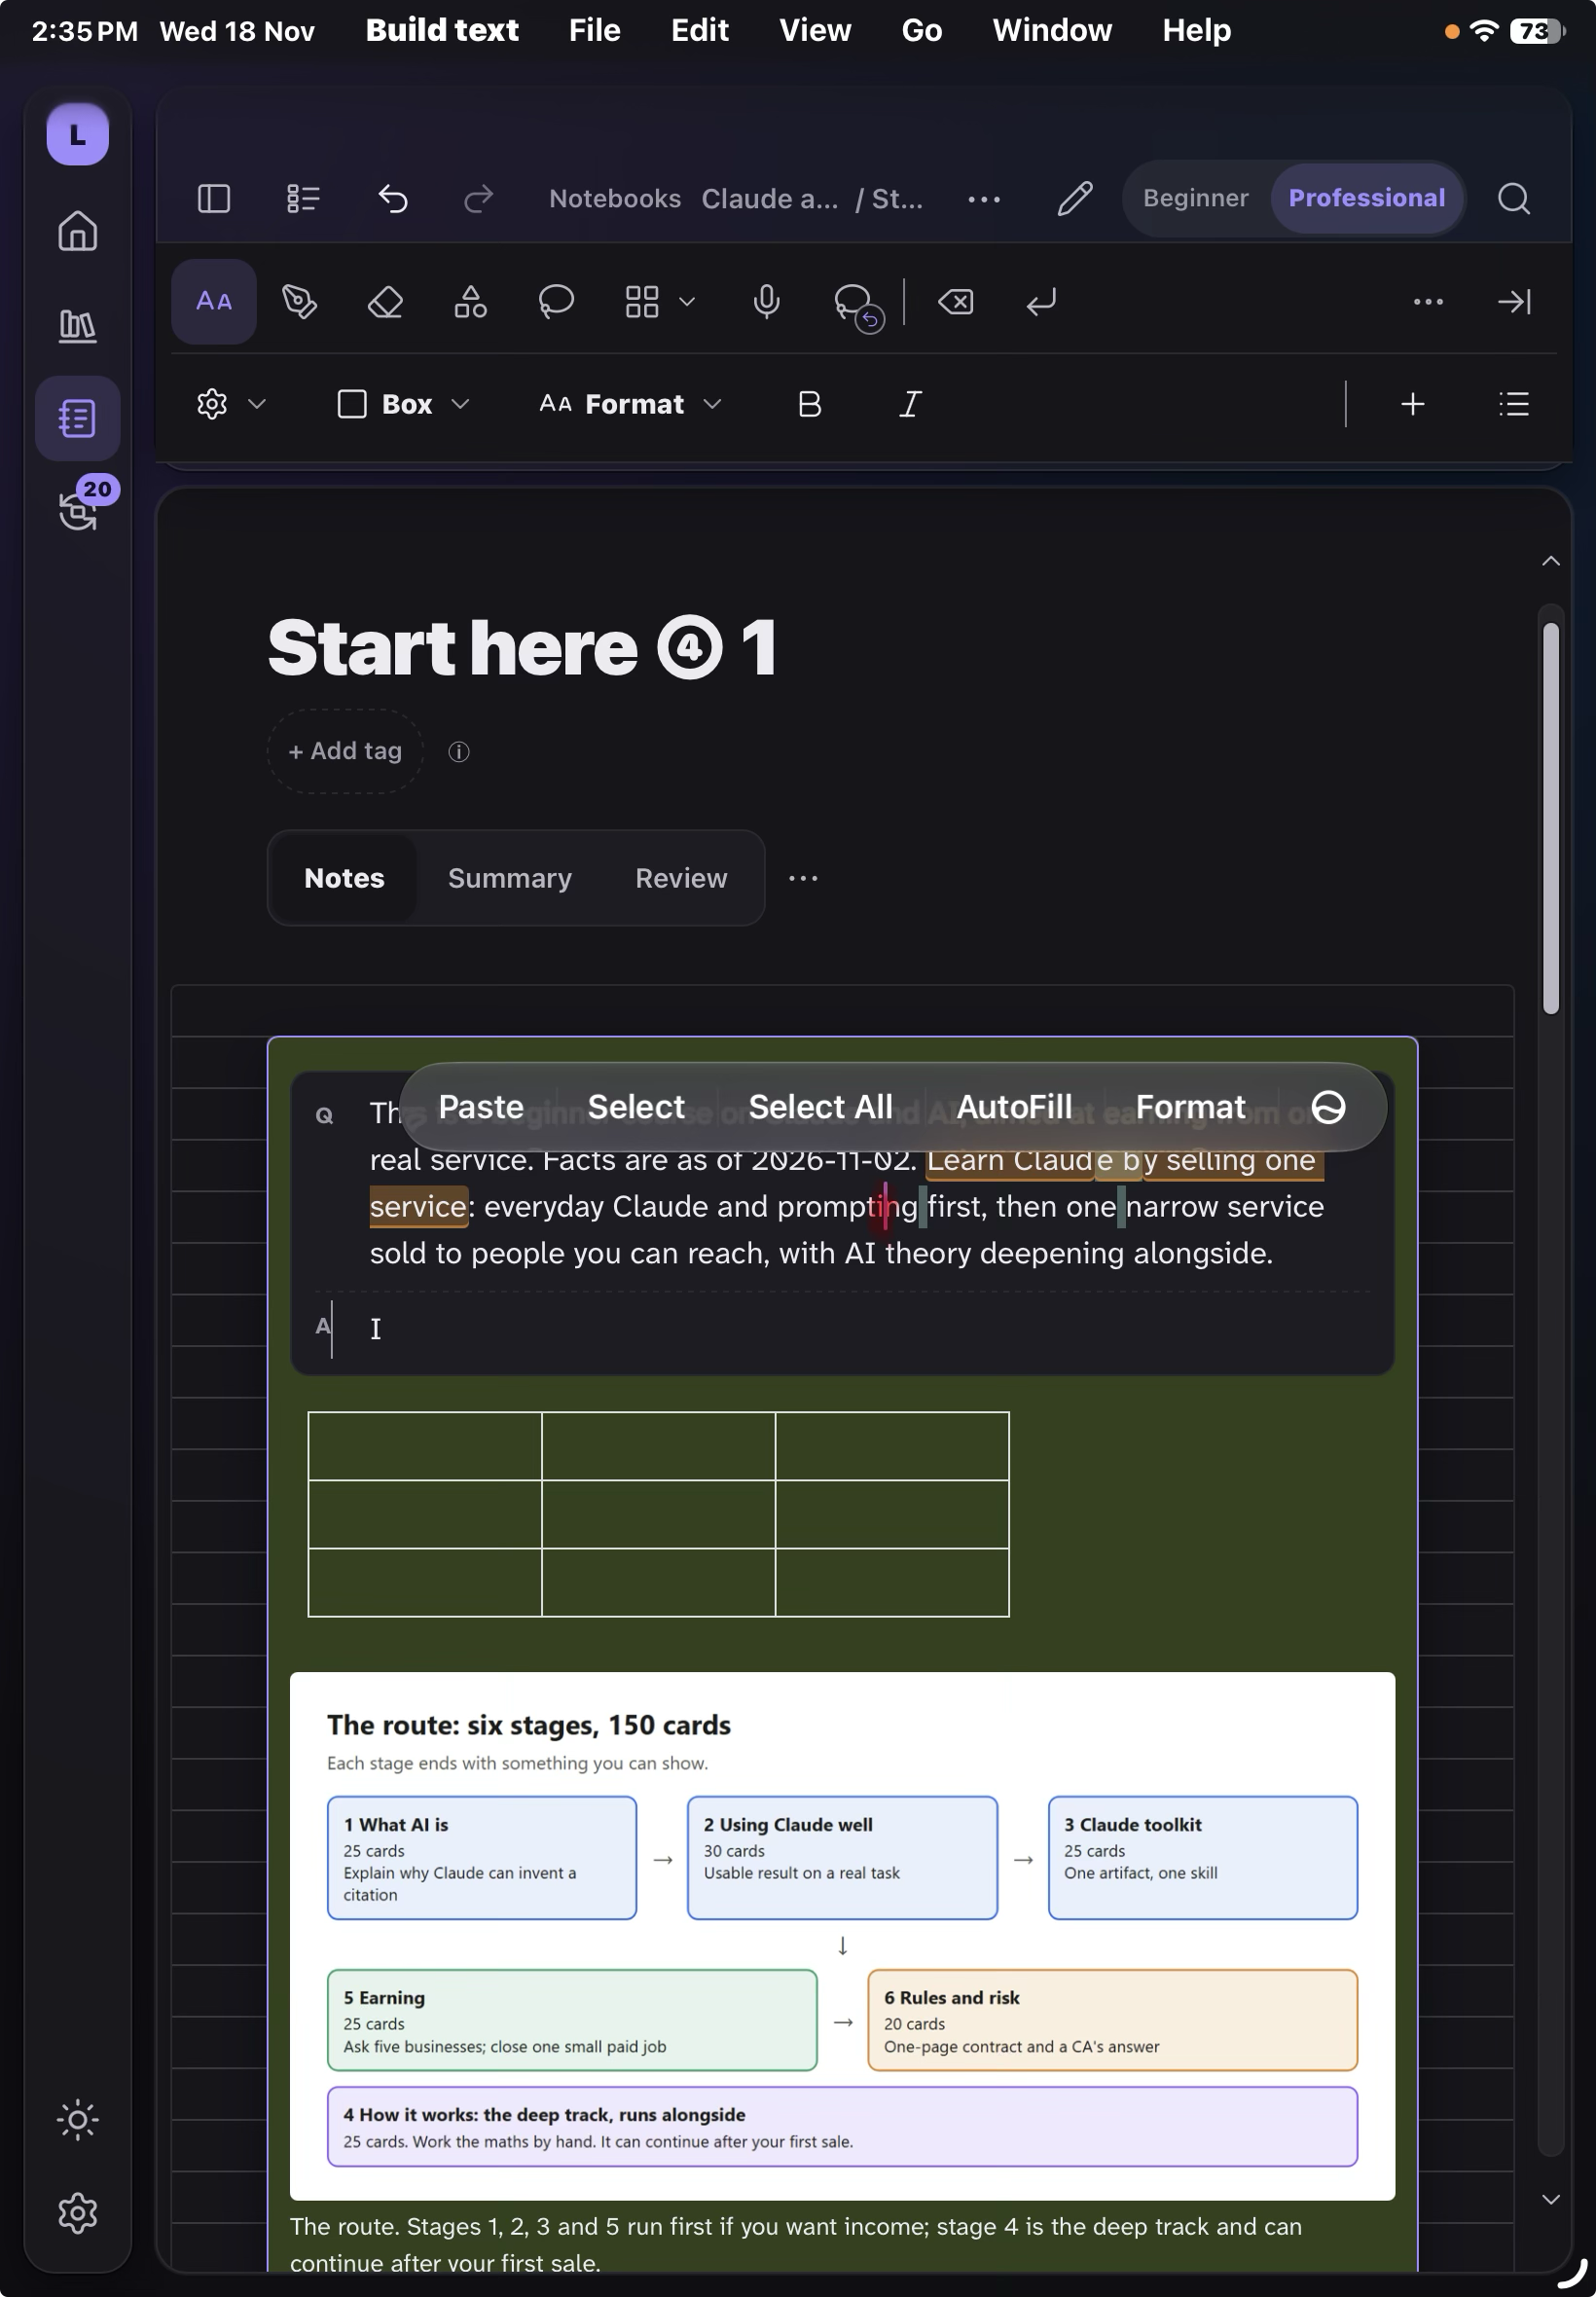 2:35 PM Wed 18 Nov Build text File Edit View Go Window Help 73
L
Notebooks Claude a... / St... Beginner Professional
AA
Box AA Format B I
20
Start here ④ 1
+ Add tag
Notes Summary Review
Paste Select Select All AutoFill Format
Q
real service. Facts are as of 2026-11-02. Learn Claude by selling one
service: everyday Claude and prompting first, then one narrow service
sold to people you can reach, with AI theory deepening alongside.
A I
The route: six stages, 150 cards
Each stage ends with something you can show.
1 What AI is
25 cards
Explain why Claude can invent a
citation
→
2 Using Claude well
30 cards
Usable result on a real task
→
3 Claude toolkit
25 cards
One artifact, one skill
↓
5 Earning
25 cards
Ask five businesses; close one small paid job
→
6 Rules and risk
20 cards
One-page contract and a CA's answer
4 How it works: the deep track, runs alongside
25 cards. Work the maths by hand. It can continue after your first sale.
The route. Stages 1, 2, 3 and 5 run first if you want income; stage 4 is the deep track and can
continue after your first sale.